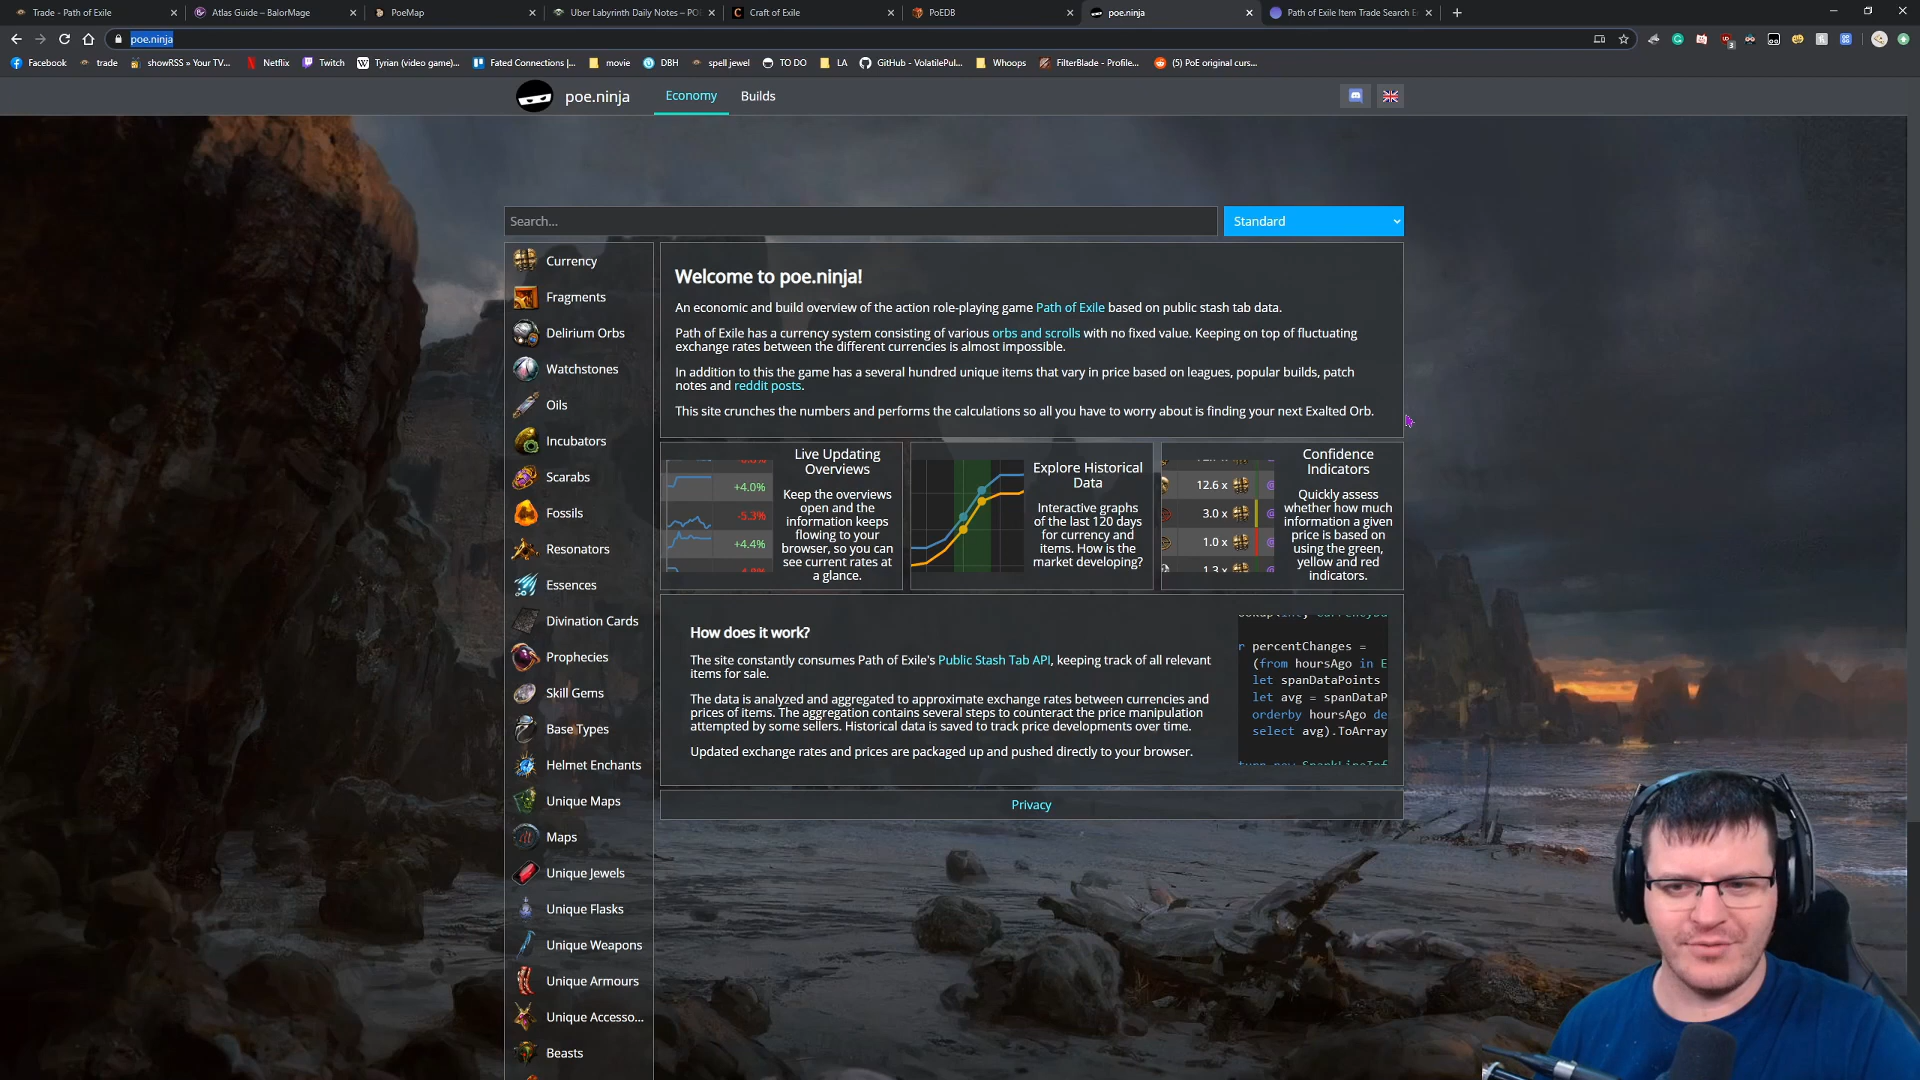 Trade - Path of Exile
Atlas Guide – BalorMage
PoeMap
Uber Labyrinth Daily Notes – PO
Craft of Exile
PoEDB
poe.ninja
Path of Exile Item Trade Search E
poe.ninja
Facebook
trade
showRSS » Your TV...
Netflix
Twitch
Tyrian (video game)...
Fated Connections |...
movie
DBH
spell jewel
TO DO
LA
GitHub - VolatilePul...
Whoops
FilterBlade - Profile...
(5) PoE original curs...
poe.ninja
Economy
Builds
Search...
Standard
Currency
Fragments
Delirium Orbs
Watchstones
Oils
Incubators
Scarabs
Fossils
Resonators
Essences
Divination Cards
Prophecies
Skill Gems
Base Types
Helmet Enchants
Unique Maps
Maps
Unique Jewels
Unique Flasks
Unique Weapons
Unique Armours
Unique Accesso...
Beasts
Welcome to poe.ninja!
An economic and build overview of the action role-playing game Path of Exile based on public stash tab data.
Path of Exile has a currency system consisting of various orbs and scrolls with no fixed value. Keeping on top of fluctuating
exchange rates between the different currencies is almost impossible.
In addition to this the game has a several hundred unique items that vary in price based on leagues, popular builds, patch
notes and reddit posts.
This site crunches the numbers and performs the calculations so all you have to worry about is finding your next Exalted Orb.
+4.0%
-5.3%
+4.4%
Live Updating
Overviews
Keep the overviews
open and the
information keeps
flowing to your
browser, so you can
see current rates at
a glance.
Explore Historical
Data
Interactive graphs
of the last 120 days
for currency and
items. How is the
market developing?
12.6 x
3.0 x
1.0 x
1.3 x
Confidence
Indicators
Quickly assess
whether how much
information a given
price is based on
using the green,
yellow and red
indicators.
How does it work?
The site constantly consumes Path of Exile's Public Stash Tab API, keeping track of all relevant
items for sale.
The data is analyzed and aggregated to approximate exchange rates between currencies and
prices of items. The aggregation contains several steps to counteract the price manipulation
attempted by some sellers. Historical data is saved to track price developments over time.
Updated exchange rates and prices are packaged up and pushed directly to your browser.
r percentChanges =
(from hoursAgo in E
let spanDataPoints
let avg = spanDataP
orderby hoursAgo de
select avg).ToArray
Privacy